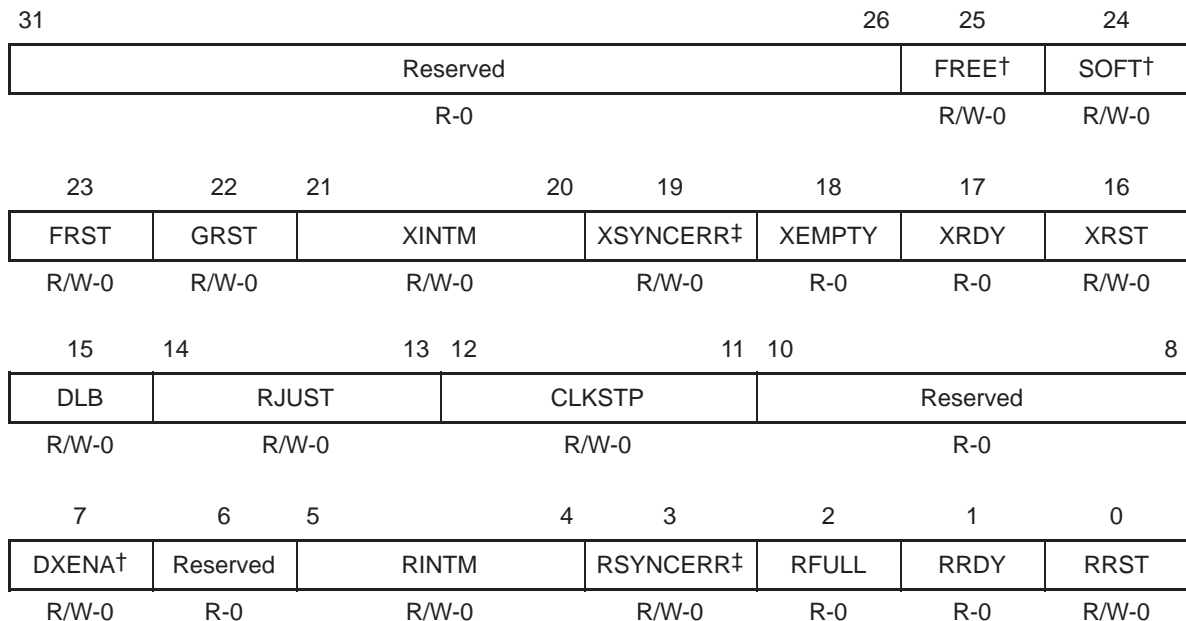 31 26 25 24
Reserved FREE† SOFT†
R-0 R/W-0 R/W-0
23 22 21 20 19 18 17 16
FRST GRST XINTM XSYNCERR‡ XEMPTY XRDY XRST
R/W-0 R/W-0 R/W-0 R/W-0 R-0 R-0 R/W-0
15 14 13 12 11 10 8
DLB RJUST CLKSTP Reserved
R/W-0 R/W-0 R/W-0 R-0
7 6 5 4 3 2 1 0
DXENA† Reserved RINTM RSYNCERR‡ RFULL RRDY RRST
R/W-0 R-0 R/W-0 R/W-0 R-0 R-0 R/W-0